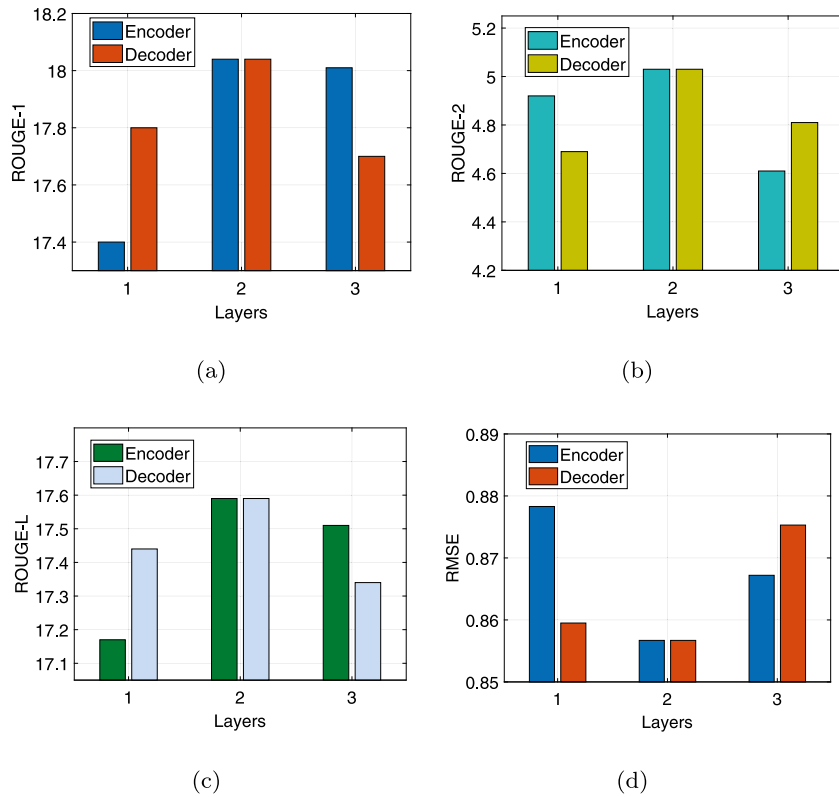 18.2
18
17.8
17.6
17.4
ROUGE-1
Encoder
Decoder
1 2 3
Layers
(a)
5.2
5
4.8
4.6
4.4
4.2
ROUGE-2
Encoder
Decoder
1 2 3
Layers
(b)
17.7
17.6
17.5
17.4
17.3
17.2
17.1
ROUGE-L
Encoder
Decoder
1 2 3
Layers
(c)
0.89
0.88
0.87
0.86
0.85
RMSE
Encoder
Decoder
1 2 3
Layers
(d)